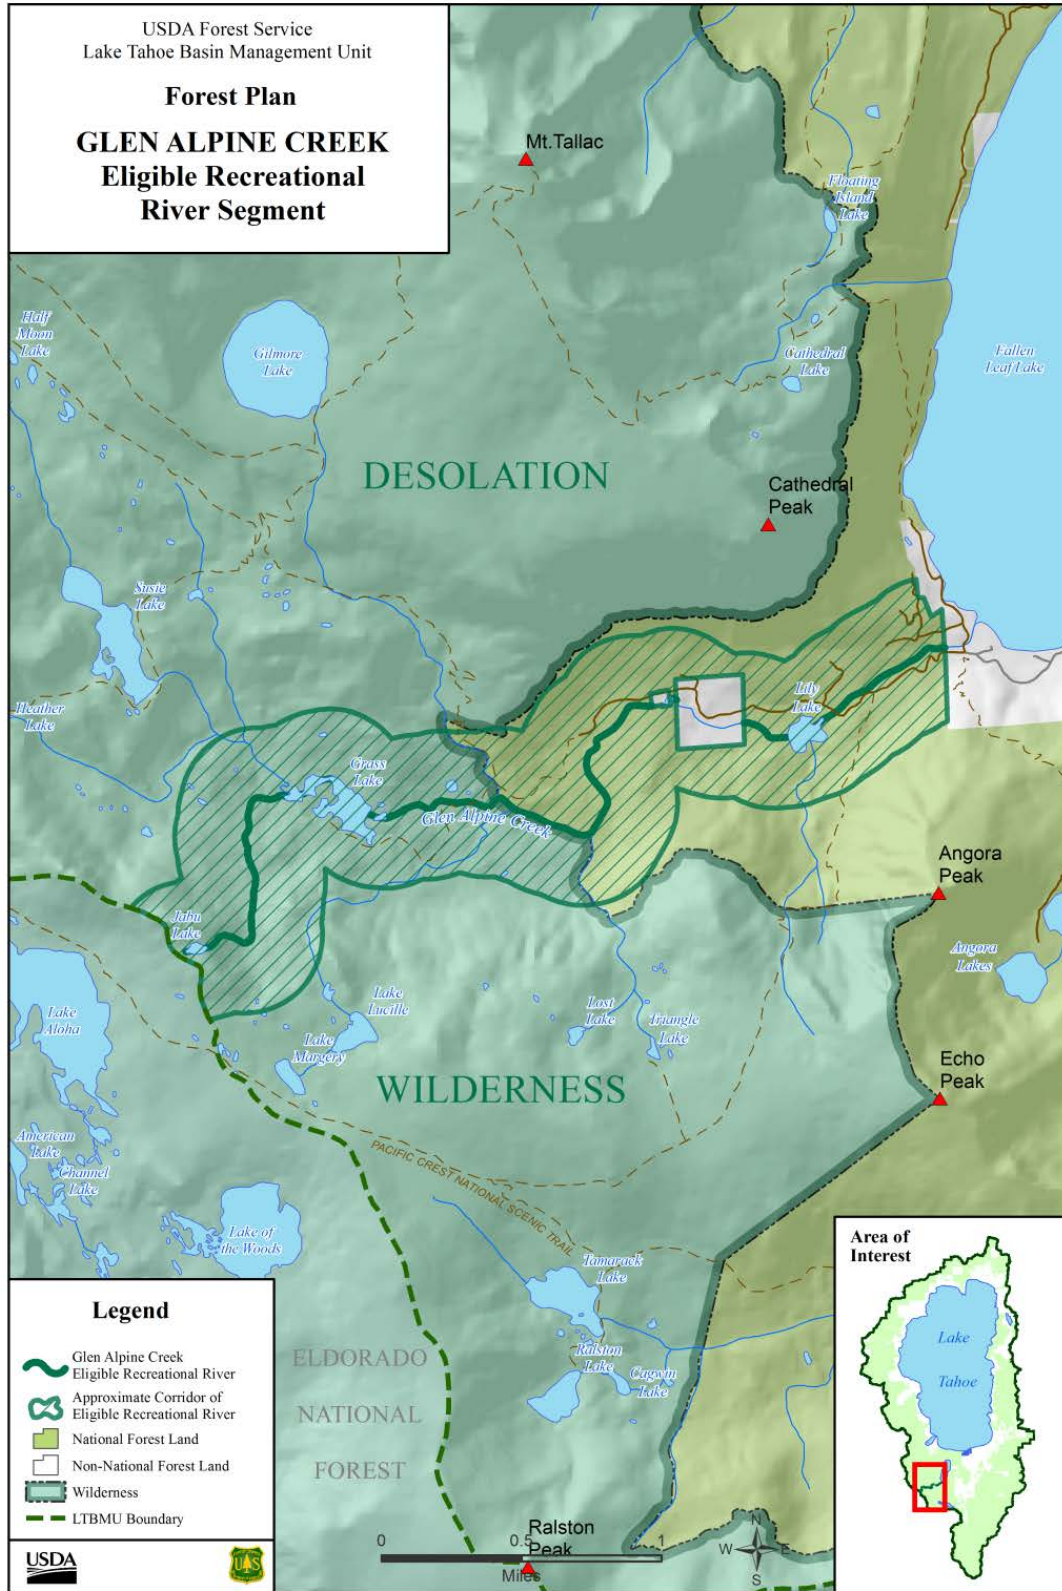 USDA Forest Service
Lake Tahoe Basin Management Unit
Forest Plan
GLEN ALPINE CREEK
Eligible Recreational
River Segment
Mt.Tallac
Floating
Island
Lake
Half
Moon
Lake
Gilmore
Lake
Cathedral
Lake
Fallen
Leaf Lake
DESOLATION
Cathedral
Peak
Susie
Lake
Heather
Lake
Lily
Lake
Grass
Lake
Glen Alpine Creek
Angora
Peak
Jabu
Lake
Angora
Lakes
Lake
Aloha
Lake
Lucille
Lake
Margery
Lost
Lake
Triangle
Lake
Echo
Peak
WILDERNESS
American
Lake
Channel
Lake
PACIFIC CREST NATIONAL SCENIC TRAIL
Lake of
the Woods
Tamarack
Lake
Ralston
Lake
Cagwin
Lake
ELDORADO
NATIONAL
FOREST
Area of
Interest
Lake
Tahoe
Legend
Glen Alpine Creek
Eligible Recreational River
Approximate Corridor of
Eligible Recreational River
National Forest Land
Non-National Forest Land
Wilderness
LTBMU Boundary
USDA
U S
Ralston
Peak
0 0.5 1
Miles
N
W E
S